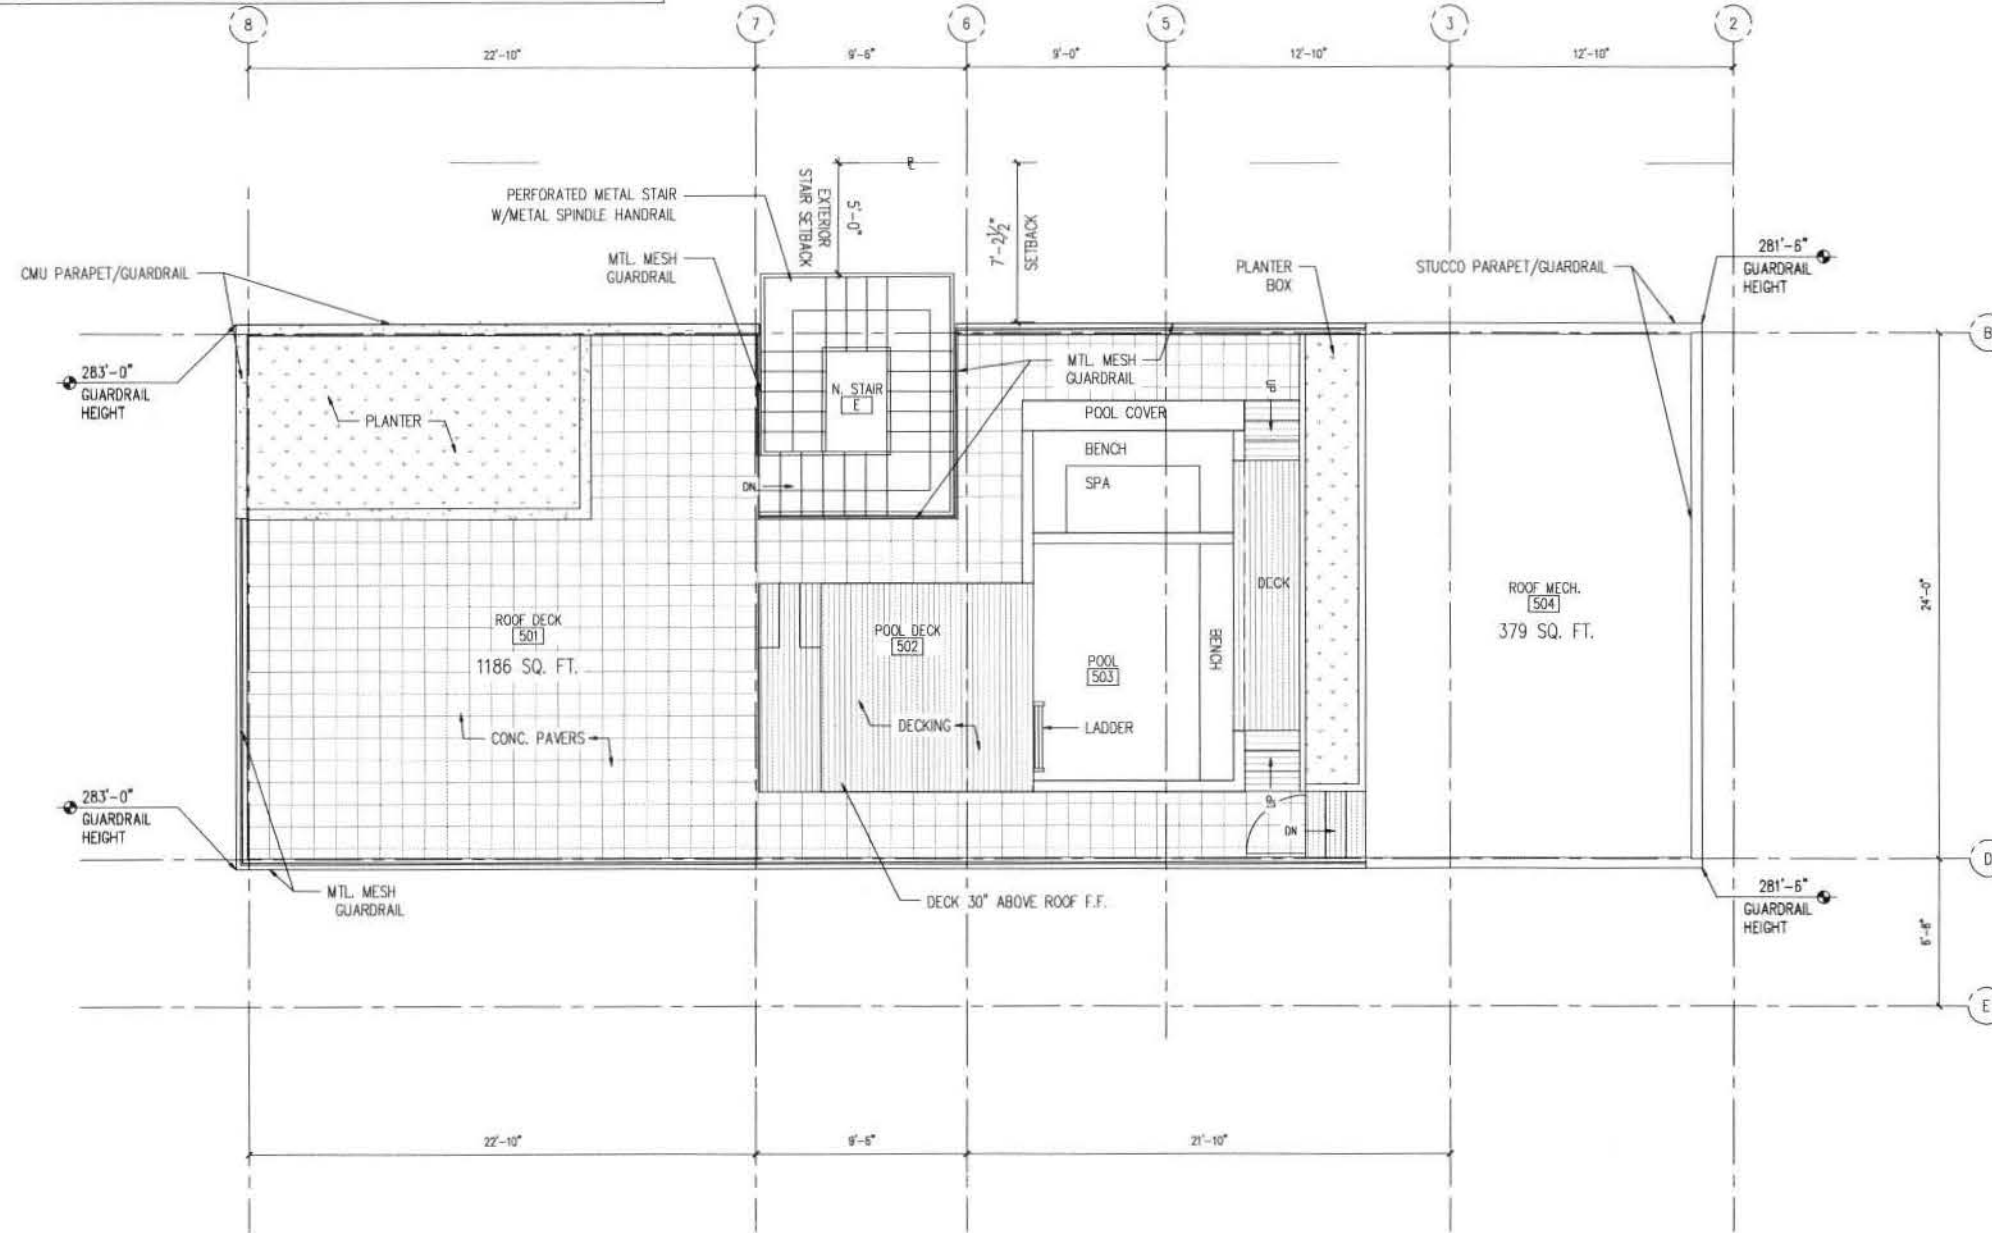 8
7
6
5
3
2
22'-10"
9'-6"
9'-0"
12'-10"
12'-10"
PERFORATED METAL STAIR
W/METAL SPINDLE HANDRAIL
EXTERIOR
STAIR SETBACK
5'-0"
7'-2½"
SETBACK
MTL. MESH
GUARDRAIL
CMU PARAPET/GUARDRAIL
PLANTER
BOX
STUCCO PARAPET/GUARDRAIL
281'-6"
GUARDRAIL
HEIGHT
B
283'-0"
GUARDRAIL
HEIGHT
PLANTER
N. STAIR
E
MTL. MESH
GUARDRAIL
UP
POOL COVER
BENCH
SPA
DN
DECK
ROOF DECK
501
1186 SQ. FT.
POOL DECK
502
POOL
503
BENCH
ROOF MECH.
504
379 SQ. FT.
24'-0"
CONC. PAVERS
DECKING
LADDER
283'-0"
GUARDRAIL
HEIGHT
UP
DN
D
MTL. MESH
GUARDRAIL
DECK 30" ABOVE ROOF F.F.
281'-6"
GUARDRAIL
HEIGHT
E
22'-10"
9'-6"
21'-10"